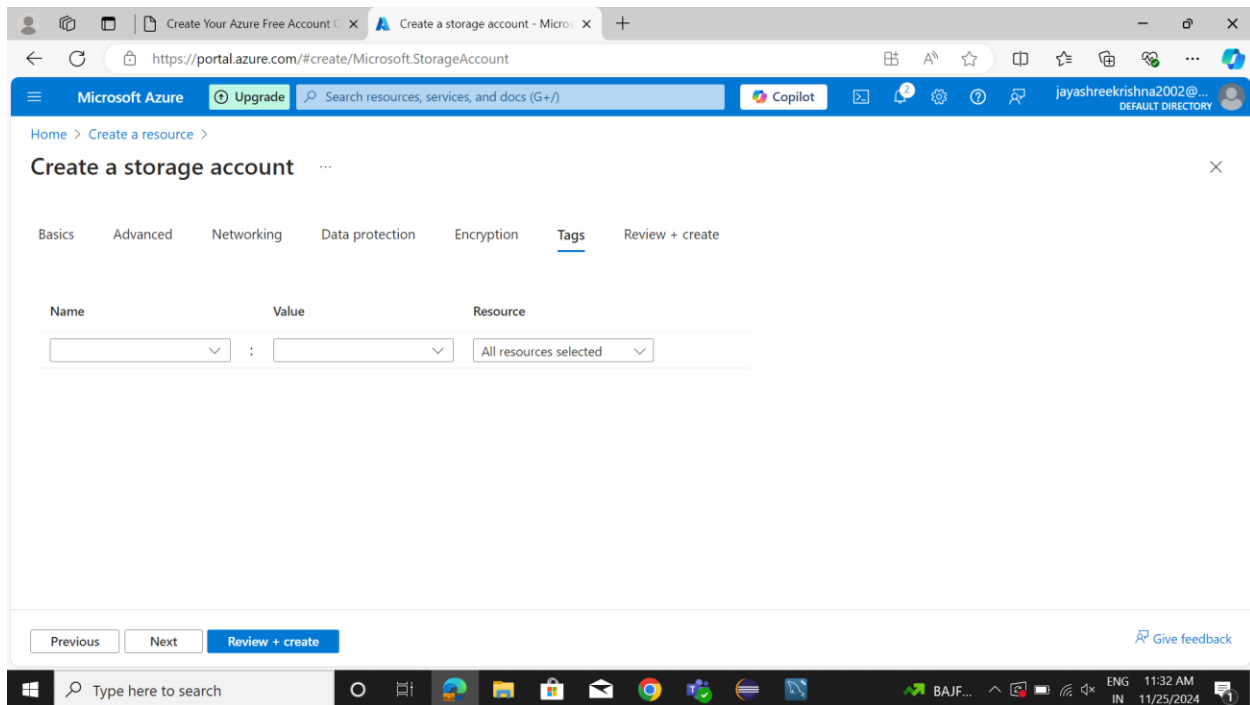 Create Your Azure Free Account C
Create a storage account - Micros
https://portal.azure.com/#create/Microsoft.StorageAccount
Microsoft Azure
Upgrade
Search resources, services, and docs (G+/)
Copilot
2
jayashreekrishna2002@...
DEFAULT DIRECTORY
Home > Create a resource >
Create a storage account ...
Basics Advanced Networking Data protection Encryption Tags Review + create
Name Value Resource
: All resources selected
Previous Next Review + create Give feedback
Type here to search
BAJF...
ENG 11:32 AM
IN 11/25/2024
1